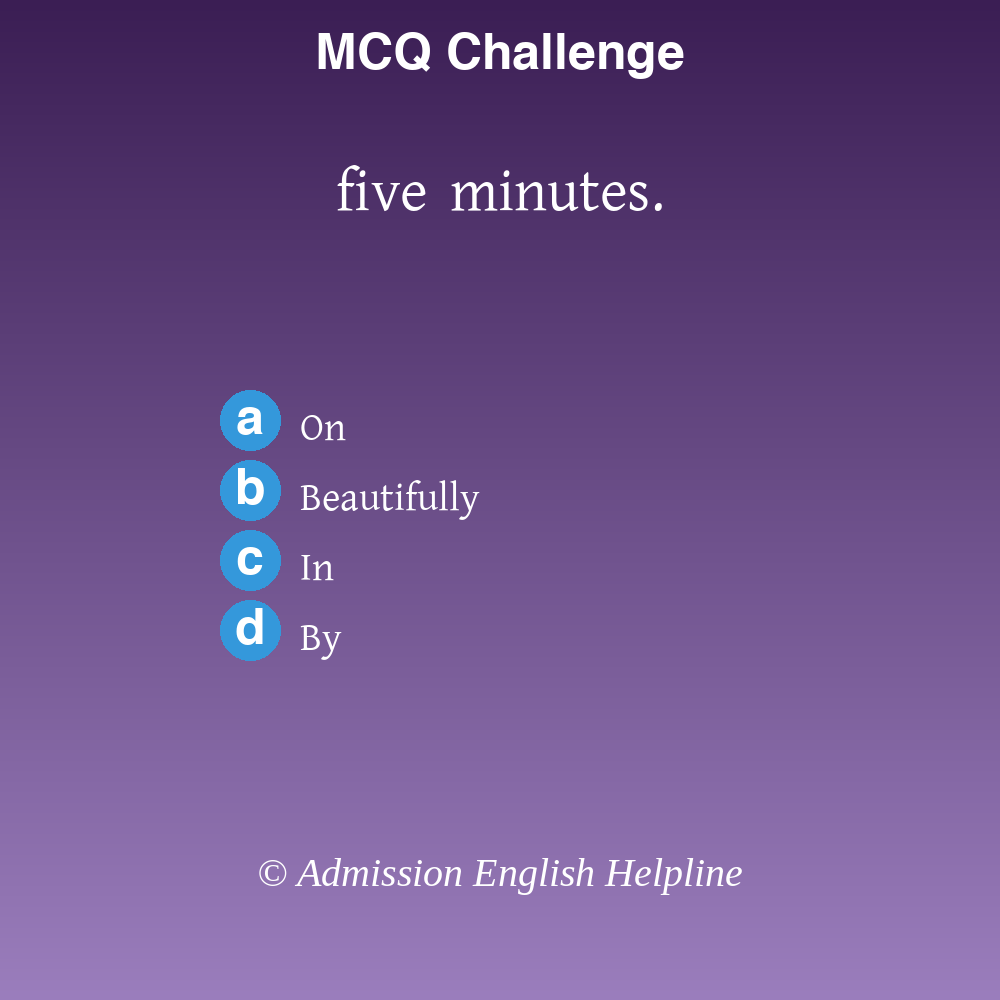 MCQ Challenge
five minutes.
a On
b Beautifully
c In
d By
© Admission English Helpline